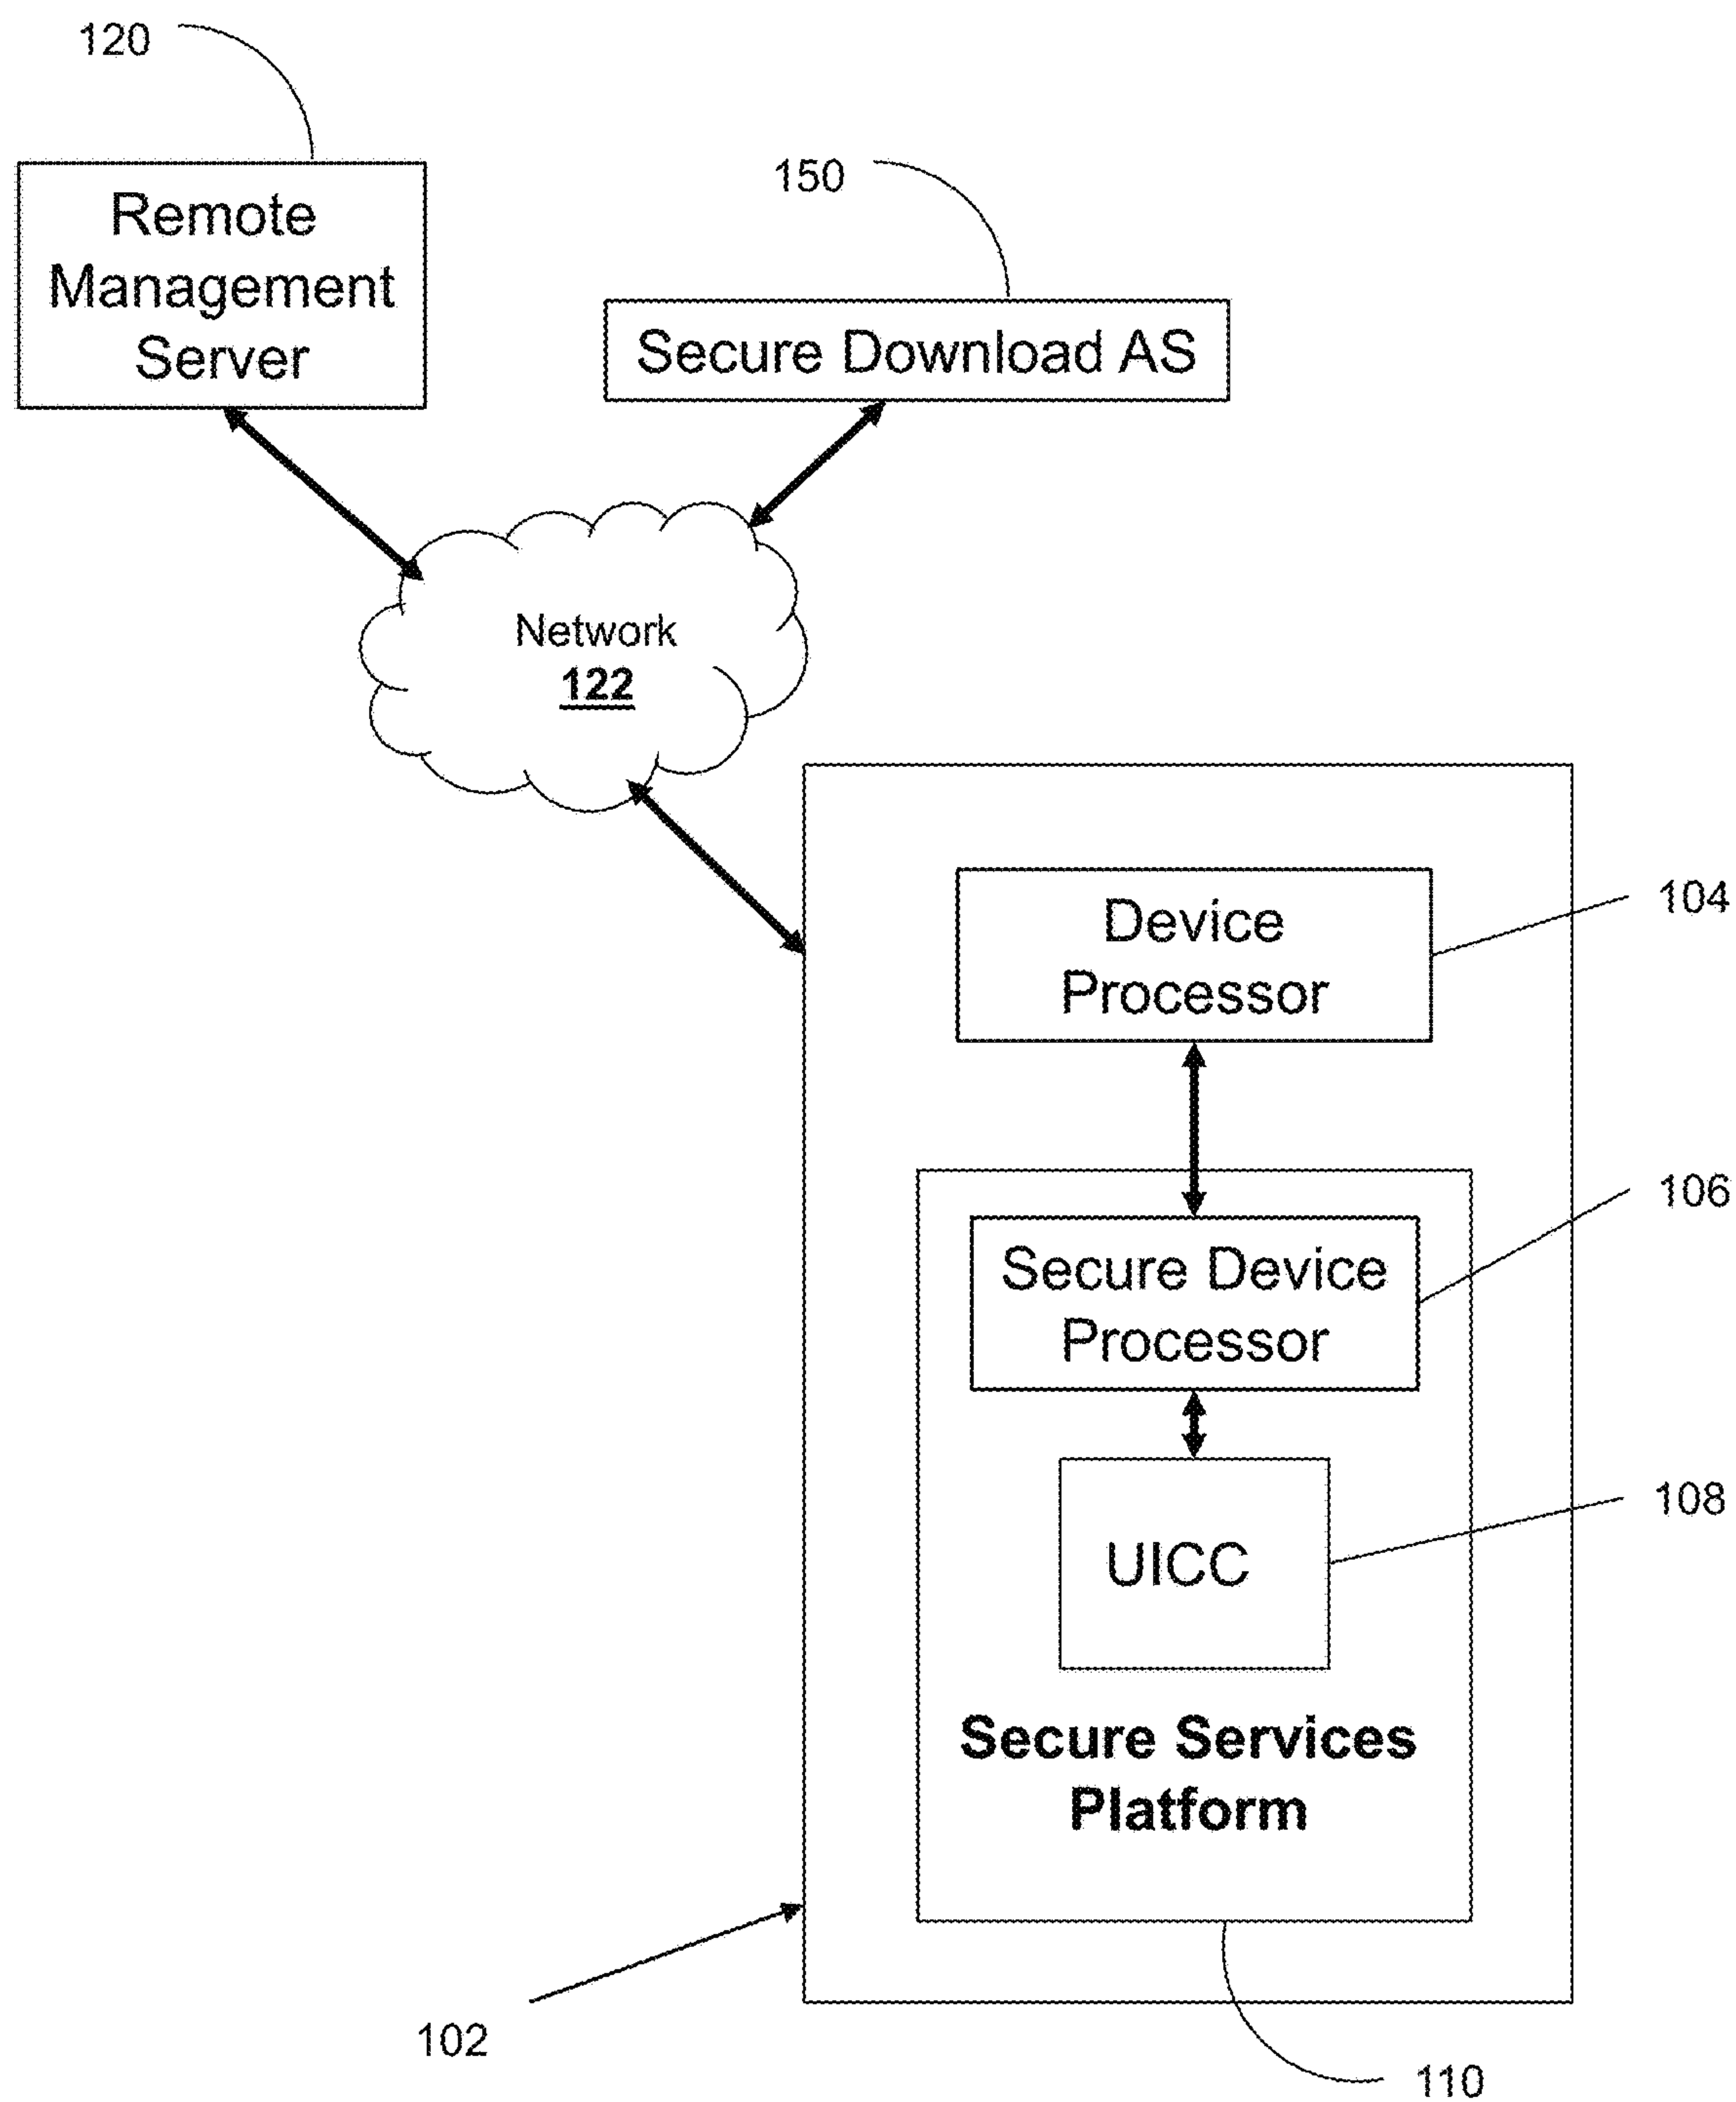 120
Remote
Management
Server
150
Secure Download AS
Network
122
Device
Processor
104
Secure Device
Processor
106
UICC
108
Secure Services
Platform
102
110